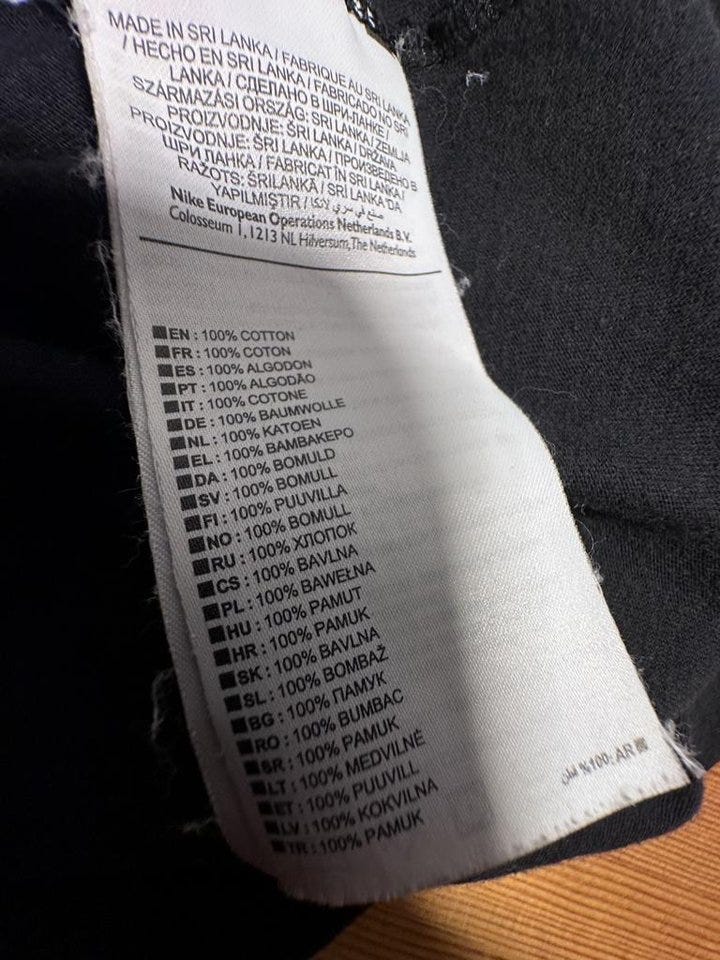 MADE IN SRI LANKA / FABRIQUE AU SRI LANKA
/ HECHO EN SRI LANKA / FABRICADO NO SRI
LANKA / СДЕЛАНО В ШРИ-ЛАНКЕ /
SZÁRMAZÁSI ORSZÁG: SRI LANKA / ZEMLJA
PROIZVODNJE: ŠRI LANKA / DRŽAVA
PROIZVODNJE: ŠRI LANKA / ПРОИЗВЕДЕНО В
ШРИ ЛАНКА / FABRICAT ÎN SRI LANKA /
RAŽOTS: ŠRILANKĀ / SRI LANKA 'DA
YAPILMIŞTIR / صنع في سري لانكا
Nike European Operations Netherlands B.V.
Colosseum 1, 1213 NL Hilversum, The Netherlands
EN : 100% COTTON
FR : 100% COTON
ES : 100% ALGODON
PT : 100% ALGODÃO
IT : 100% COTONE
DE : 100% BAUMWOLLE
NL : 100% KATOEN
EL : 100% ΒΑΜΒΑΚΕΡΟ
DA : 100% BOMULD
SV : 100% BOMULL
FI : 100% PUUVILLA
NO : 100% BOMULL
RU : 100% ХЛОПОК
CS : 100% BAVLNA
PL : 100% BAWEŁNA
HU : 100% PAMUT
HR : 100% PAMUK
SK : 100% BAVLNA
SL : 100% BOMBAŽ
BG : 100% ПАМУК
RO : 100% BUMBAC
SR : 100% PAMUK
LT : 100% MEDVILNĖ
ET : 100% PUUVILL
LV : 100% KOKVILNA
TR : 100% PAMUK
AR : 100% قطن